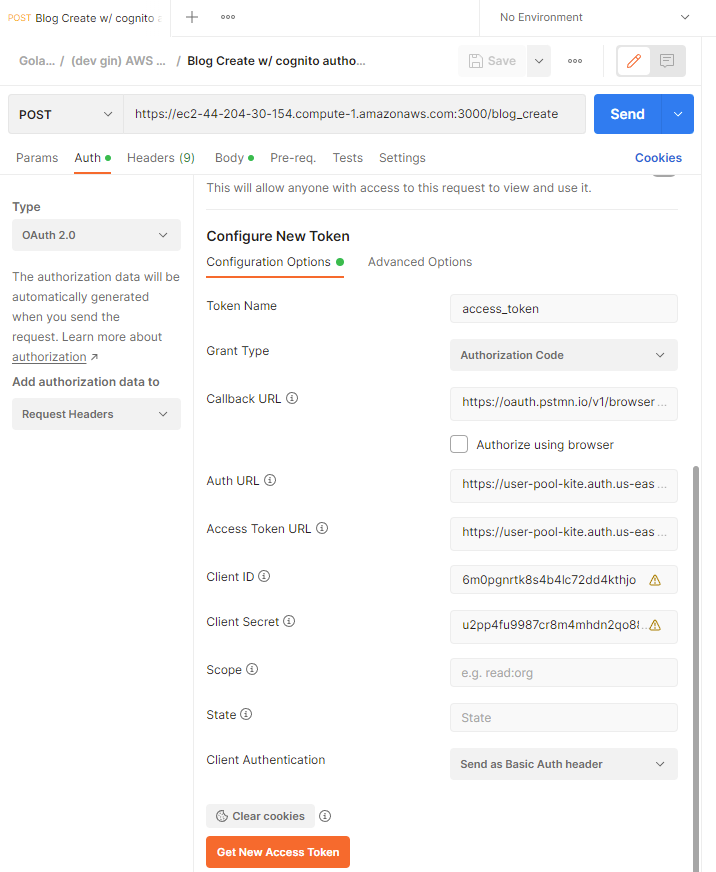 POST Blog Create w/ cognito
No Environment
Gola... / (dev gin) AWS ... / Blog Create w/ cognito autho...
Save
POST
https://ec2-44-204-30-154.compute-1.amazonaws.com:3000/blog_create
Send
Params Auth Headers (9) Body Pre-req. Tests Settings Cookies
This will allow anyone with access to this request to view and use it.
Type
OAuth 2.0
The authorization data will be
automatically generated
when you send the
request. Learn more about
authorization ↗
Add authorization data to
Request Headers
Configure New Token
Configuration Options Advanced Options
Token Name access_token
Grant Type Authorization Code
Callback URL https://oauth.pstmn.io/v1/browser ...
Authorize using browser
Auth URL https://user-pool-kite.auth.us-eas ...
Access Token URL https://user-pool-kite.auth.us-eas ...
Client ID 6m0pgnrtk8s4b4lc72dd4kthjo
Client Secret u2pp4fu9987cr8m4mhdn2qo8...
Scope e.g. read:org
State State
Client Authentication Send as Basic Auth header
Clear cookies
Get New Access Token